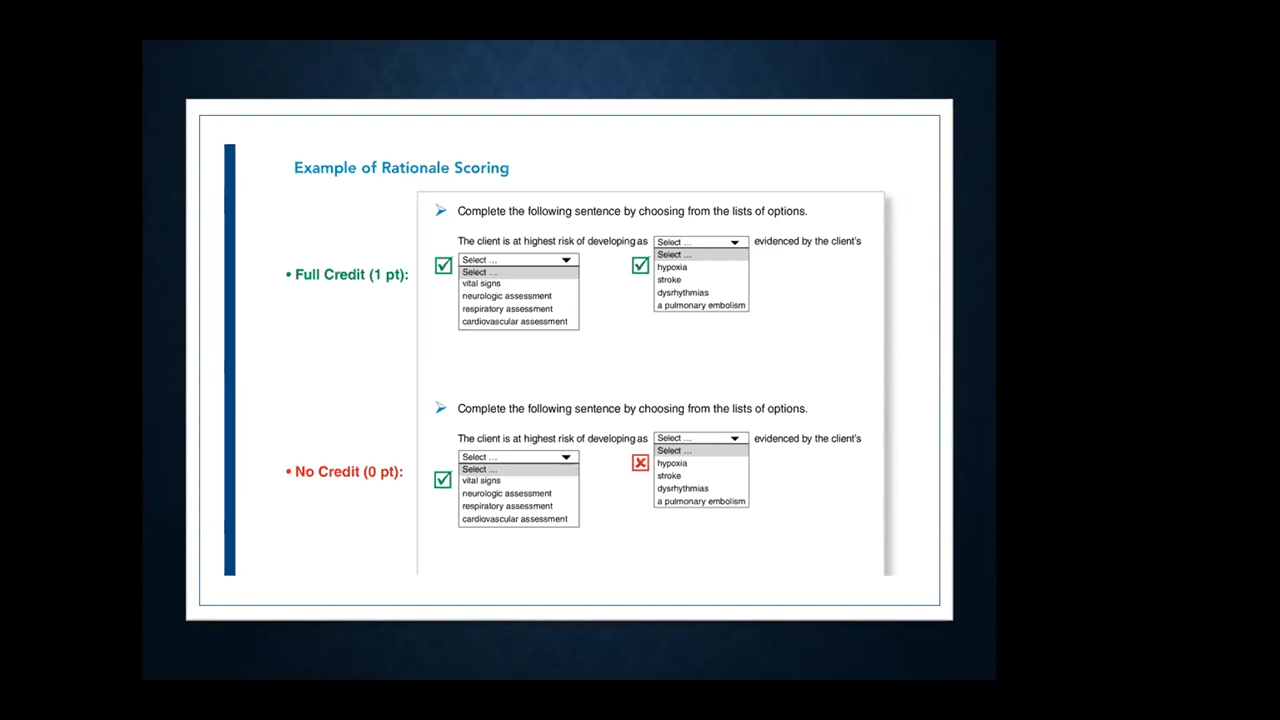 Example of Rationale Scoring
Complete the following sentence by choosing from the lists of options.
The client is at highest risk of developing as Select ... evidenced by the client's
• Full Credit (1 pt):
Select ...
Select ...
vital signs
neurologic assessment
respiratory assessment
cardiovascular assessment
Select ...
hypoxia
stroke
dysrhythmias
a pulmonary embolism
Complete the following sentence by choosing from the lists of options.
The client is at highest risk of developing as Select ... evidenced by the client's
• No Credit (0 pt):
Select ...
Select ...
vital signs
neurologic assessment
respiratory assessment
cardiovascular assessment
Select ...
hypoxia
stroke
dysrhythmias
a pulmonary embolism